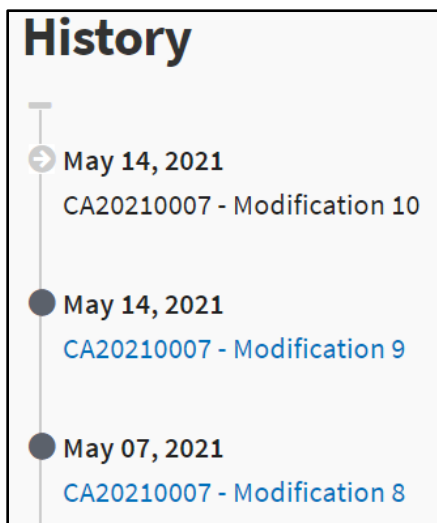 History
May 14, 2021
CA20210007 - Modification 10
May 14, 2021
CA20210007 - Modification 9
May 07, 2021
CA20210007 - Modification 8